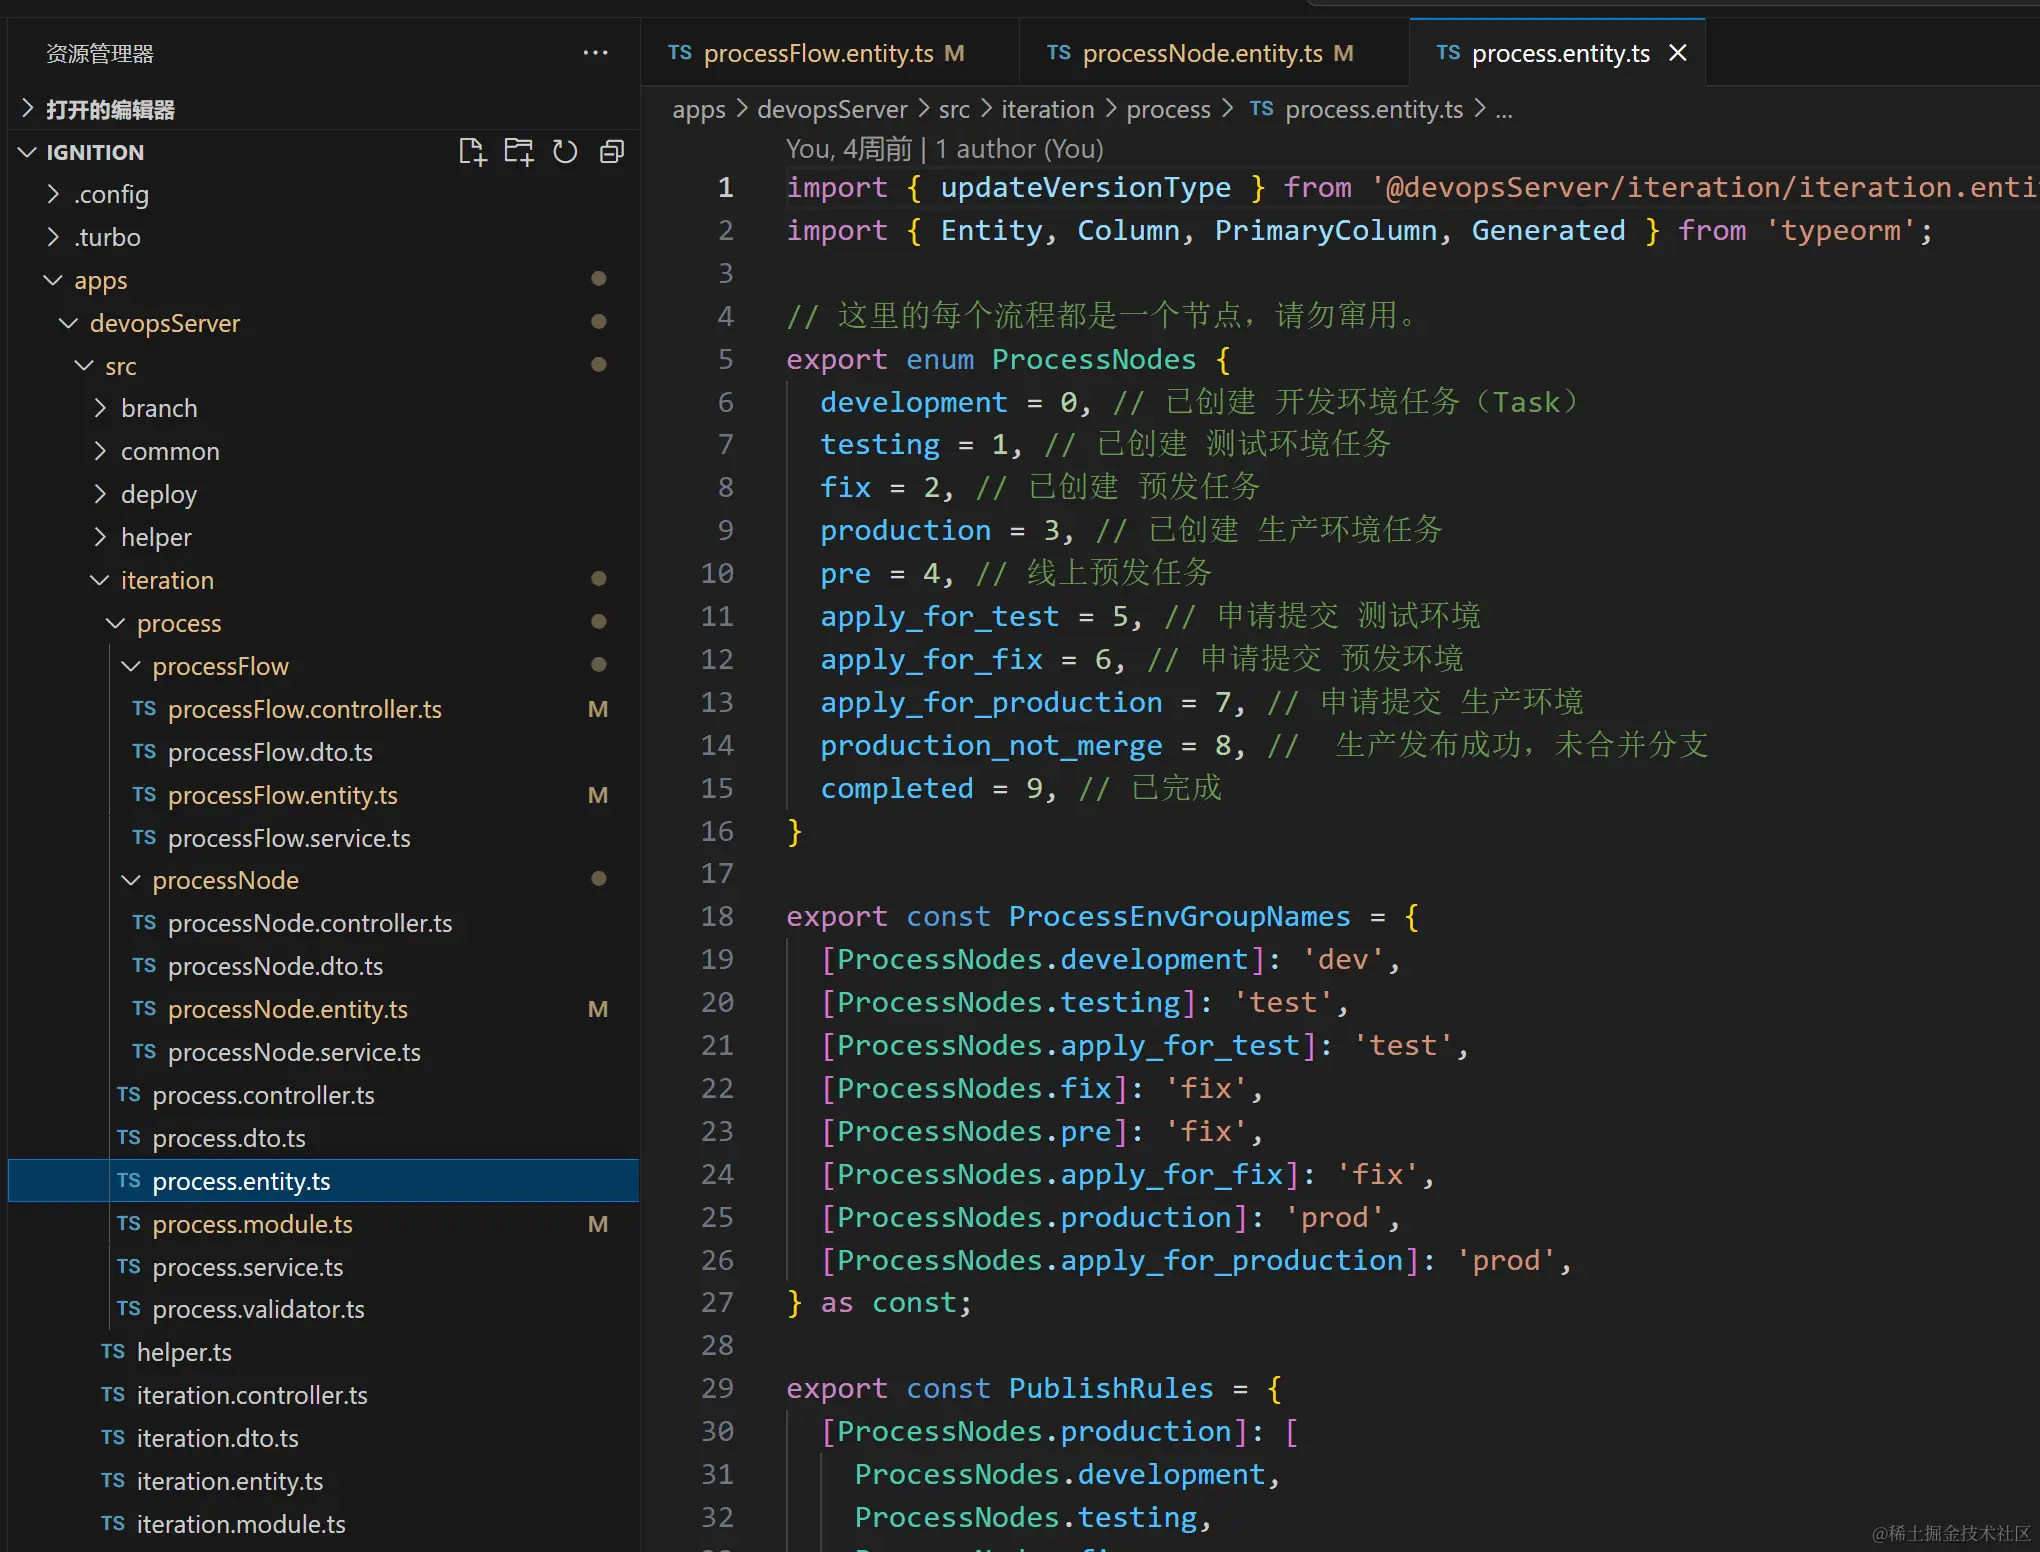 资源管理器
打开的编辑器
IGNITION
.config
.turbo
apps
devopsServer
src
branch
common
deploy
helper
iteration
process
processFlow
TS processFlow.controller.ts M
TS processFlow.dto.ts
TS processFlow.entity.ts M
TS processFlow.service.ts
processNode
TS processNode.controller.ts
TS processNode.dto.ts
TS processNode.entity.ts M
TS processNode.service.ts
TS process.controller.ts
TS process.dto.ts
TS process.entity.ts
TS process.module.ts M
TS process.service.ts
TS process.validator.ts
TS helper.ts
TS iteration.controller.ts
TS iteration.dto.ts
TS iteration.entity.ts
TS iteration.module.ts
TS processFlow.entity.ts M TS processNode.entity.ts M TS process.entity.ts
apps > devopsServer > src > iteration > process > TS process.entity.ts > ...
You, 4周前 | 1 author (You)
1 import { updateVersionType } from '@devopsServer/iteration/iteration.enti
2 import { Entity, Column, PrimaryColumn, Generated } from 'typeorm';
3
4 // 这里的每个流程都是一个节点，请勿窜用。
5 export enum ProcessNodes {
6 development = 0, // 已创建 开发环境任务（Task）
7 testing = 1, // 已创建 测试环境任务
8 fix = 2, // 已创建 预发任务
9 production = 3, // 已创建 生产环境任务
10 pre = 4, // 线上预发任务
11 apply_for_test = 5, // 申请提交 测试环境
12 apply_for_fix = 6, // 申请提交 预发环境
13 apply_for_production = 7, // 申请提交 生产环境
14 production_not_merge = 8, //  生产发布成功，未合并分支
15 completed = 9, // 已完成
16 }
17
18 export const ProcessEnvGroupNames = {
19 [ProcessNodes.development]: 'dev',
20 [ProcessNodes.testing]: 'test',
21 [ProcessNodes.apply_for_test]: 'test',
22 [ProcessNodes.fix]: 'fix',
23 [ProcessNodes.pre]: 'fix',
24 [ProcessNodes.apply_for_fix]: 'fix',
25 [ProcessNodes.production]: 'prod',
26 [ProcessNodes.apply_for_production]: 'prod',
27 } as const;
28
29 export const PublishRules = {
30 [ProcessNodes.production]: [
31 ProcessNodes.development,
32 ProcessNodes.testing,
@稀土掘金技术社区